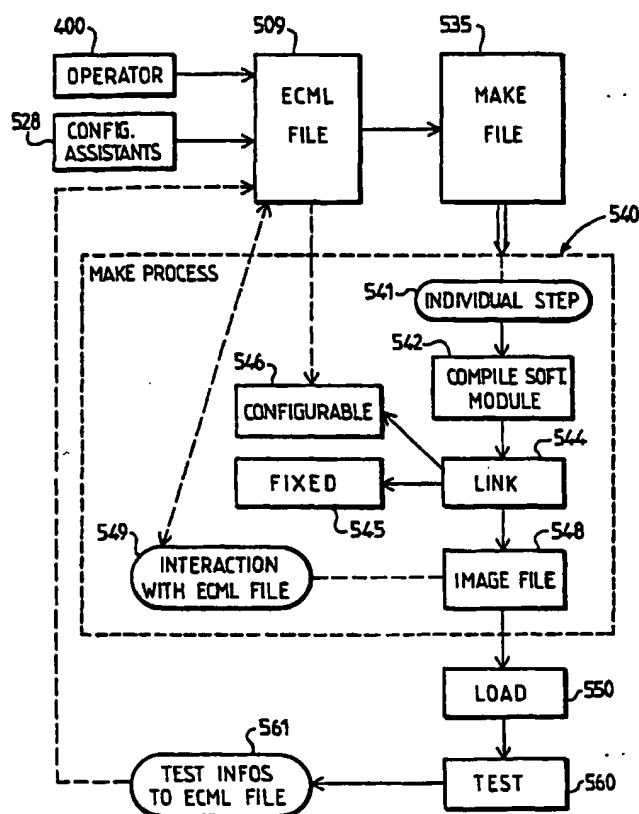 400
OPERATOR
528
CONFIG.
ASSISTANTS
509
ECML
FILE
535
MAKE
FILE
540
MAKE PROCESS
541
INDIVIDUAL STEP
542
COMPILE SOFT.
MODULE
546
CONFIGURABLE
544
LINK
FIXED
545
549
INTERACTION
WITH ECML FILE
548
IMAGE FILE
LOAD
550
561
TEST INFOS
TO ECML FILE
TEST
560